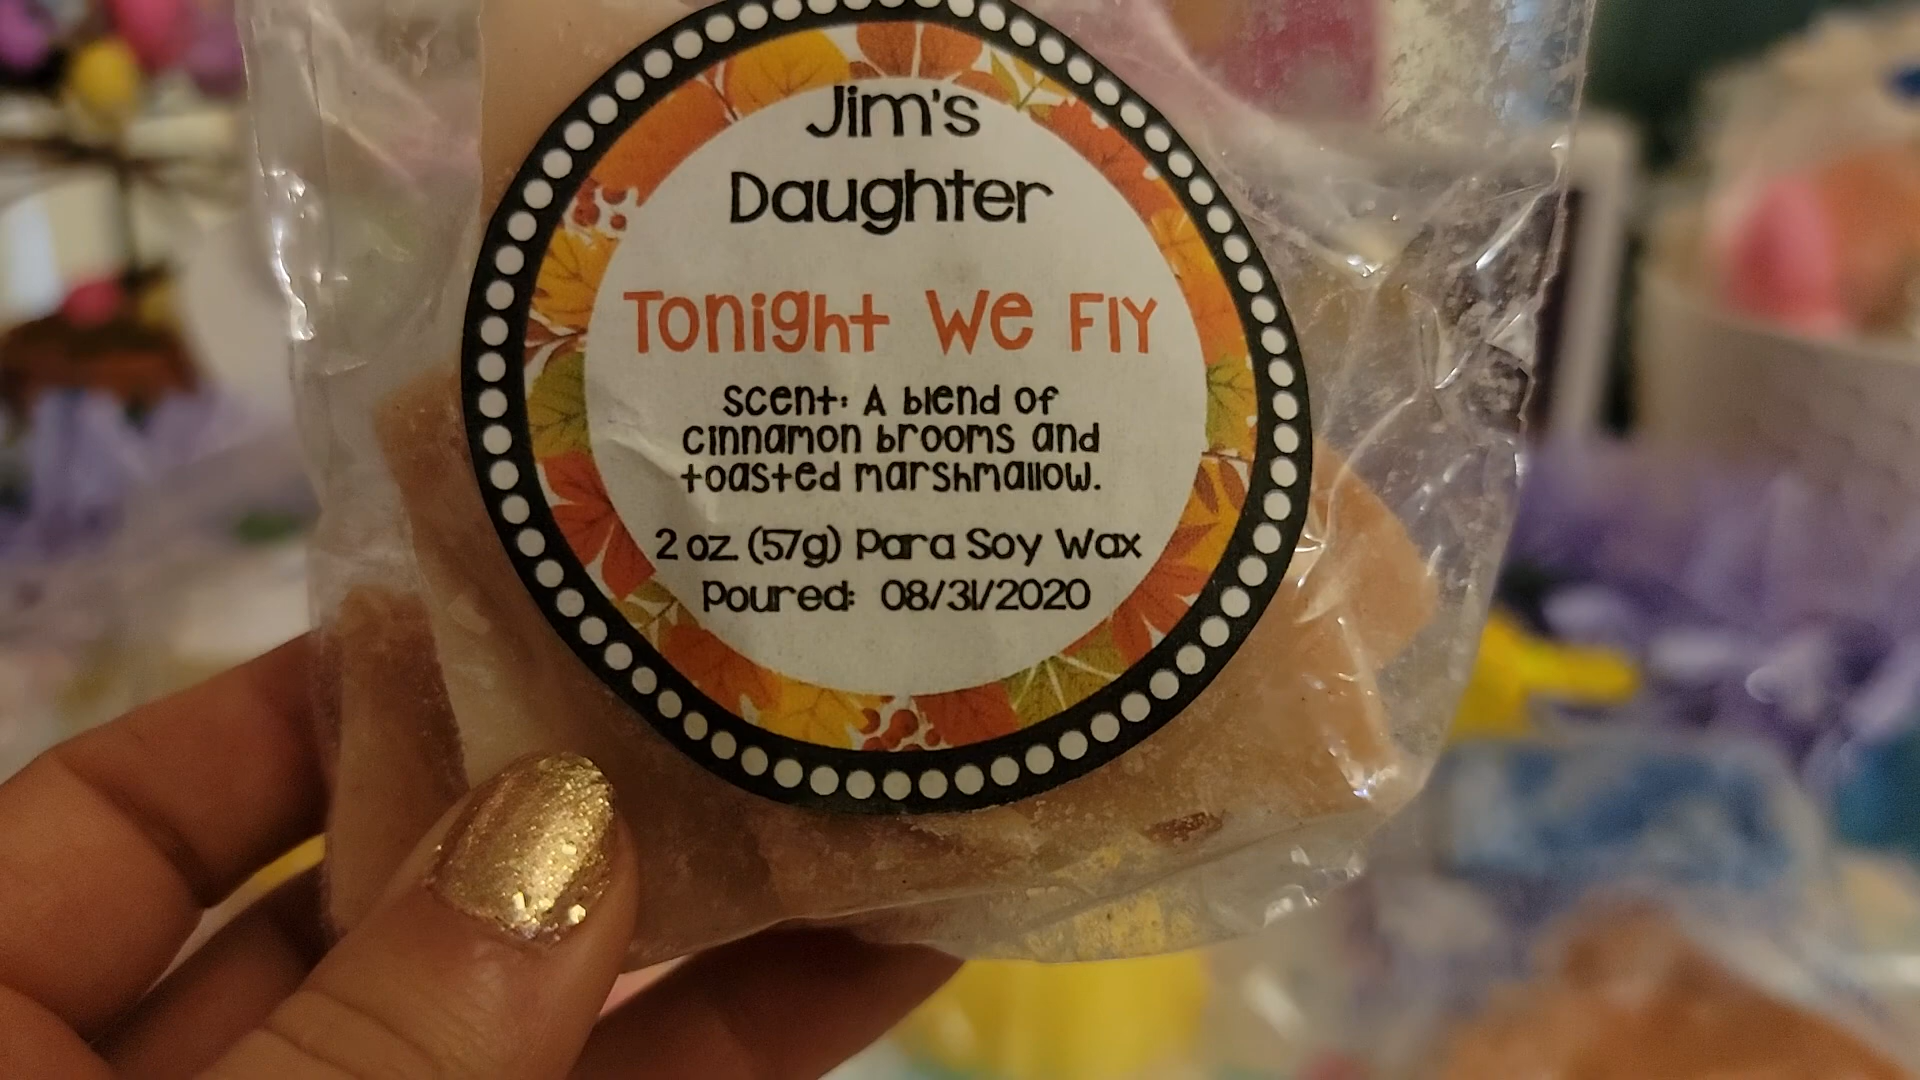 Jim's
Daughter
Tonight We Fly
Scent: A blend of
cinnamon brooms and
toasted marshmallow.
2 oz (57g) Para Soy Wax
Poured: 08/31/2020